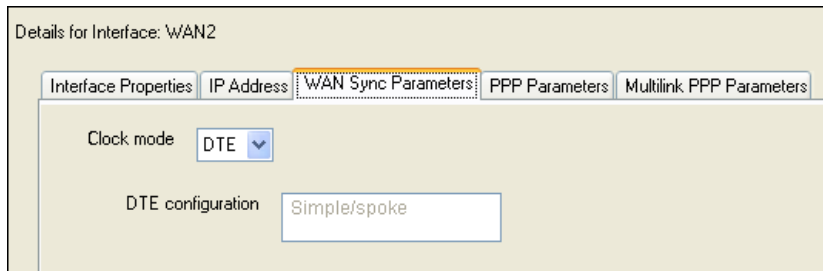 Details for Interface: WAN2
Interface Properties IP Address WAN Sync Parameters PPP Parameters Multilink PPP Parameters
Clock mode DTE
DTE configuration Simple/spoke